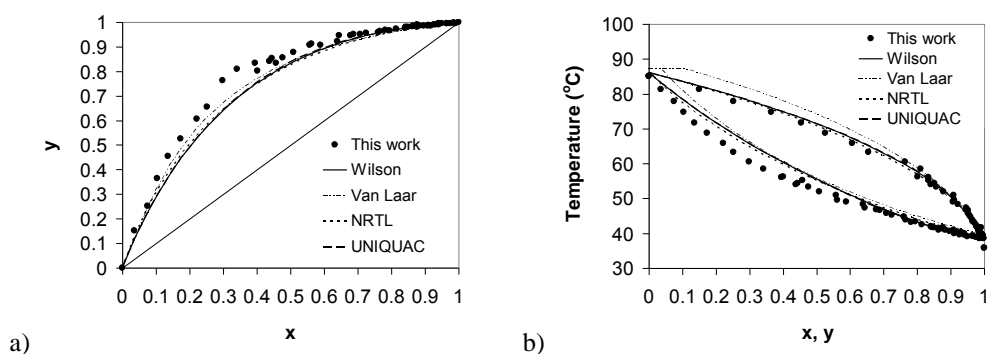 1
0.9
0.8
0.7
0.6
0.5
0.4
0.3
0.2
0.1
0
y
This work
Wilson
Van Laar
NRTL
UNIQUAC
0 0.1 0.2 0.3 0.4 0.5 0.6 0.7 0.8 0.9 1
x
a)
100
90
80
70
60
50
40
30
Temperature (°C)
This work
Wilson
Van Laar
NRTL
UNIQUAC
0 0.1 0.2 0.3 0.4 0.5 0.6 0.7 0.8 0.9 1
x, y
b)